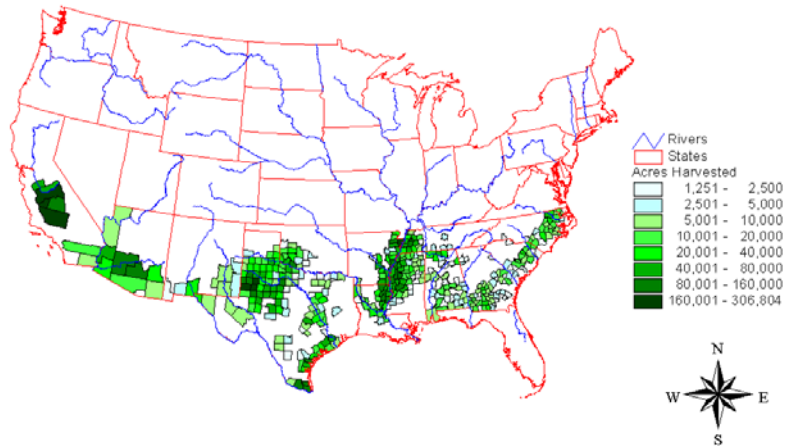 Rivers
States
Acres Harvested
1,251 - 2,500
2,501 - 5,000
5,001 - 10,000
10,001 - 20,000
20,001 - 40,000
40,001 - 80,000
80,001 - 160,000
160,001 - 306,804
N
W E
S